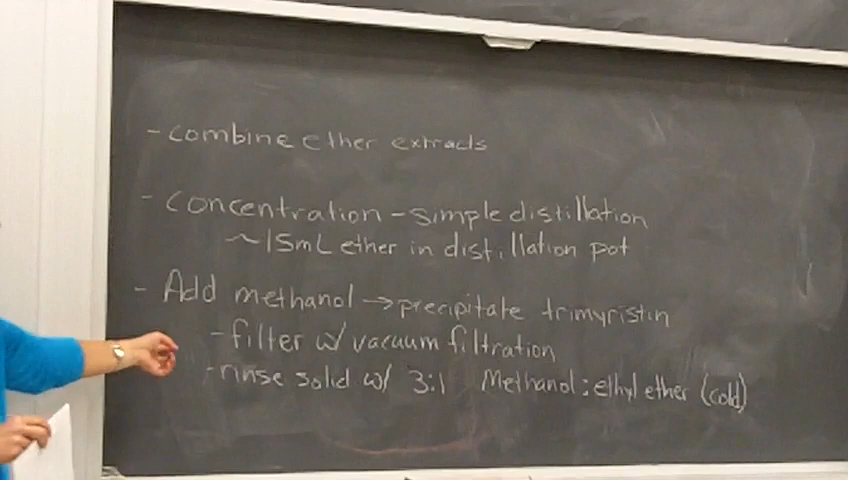 - combine ether extracts
- concentration - simple distillation
~15mL ether in distillation pot
- Add methanol → precipitate trimyristin
- filter w/ vacuum filtration
- rinse solid w/ 3:1 Methanol : ethyl ether (cold)